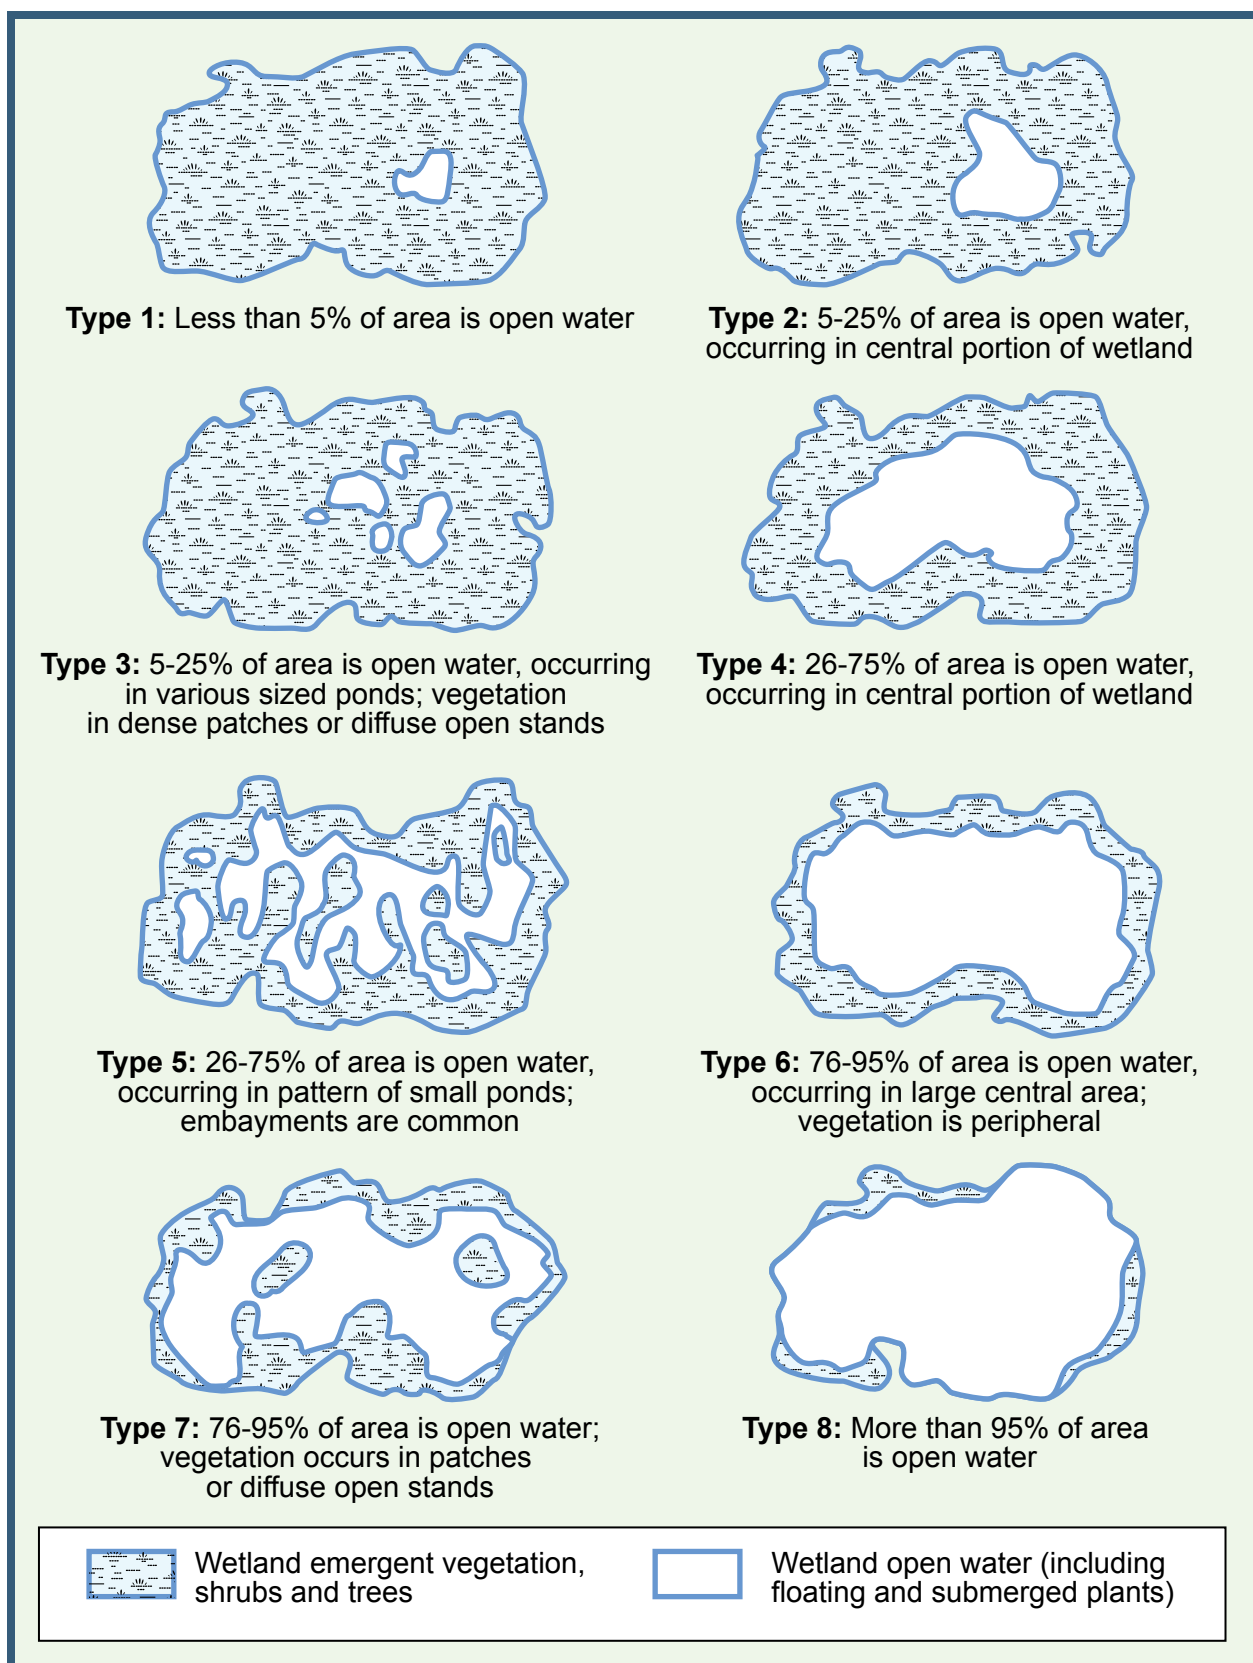 Type 1: Less than 5% of area is open water
Type 2: 5-25% of area is open water,
occurring in central portion of wetland
Type 3: 5-25% of area is open water, occurring
in various sized ponds; vegetation
in dense patches or diffuse open stands
Type 4: 26-75% of area is open water,
occurring in central portion of wetland
Type 5: 26-75% of area is open water,
occurring in pattern of small ponds;
embayments are common
Type 6: 76-95% of area is open water,
occurring in large central area;
vegetation is peripheral
Type 7: 76-95% of area is open water;
vegetation occurs in patches
or diffuse open stands
Type 8: More than 95% of area
is open water
Wetland emergent vegetation,
shrubs and trees
Wetland open water (including
floating and submerged plants)